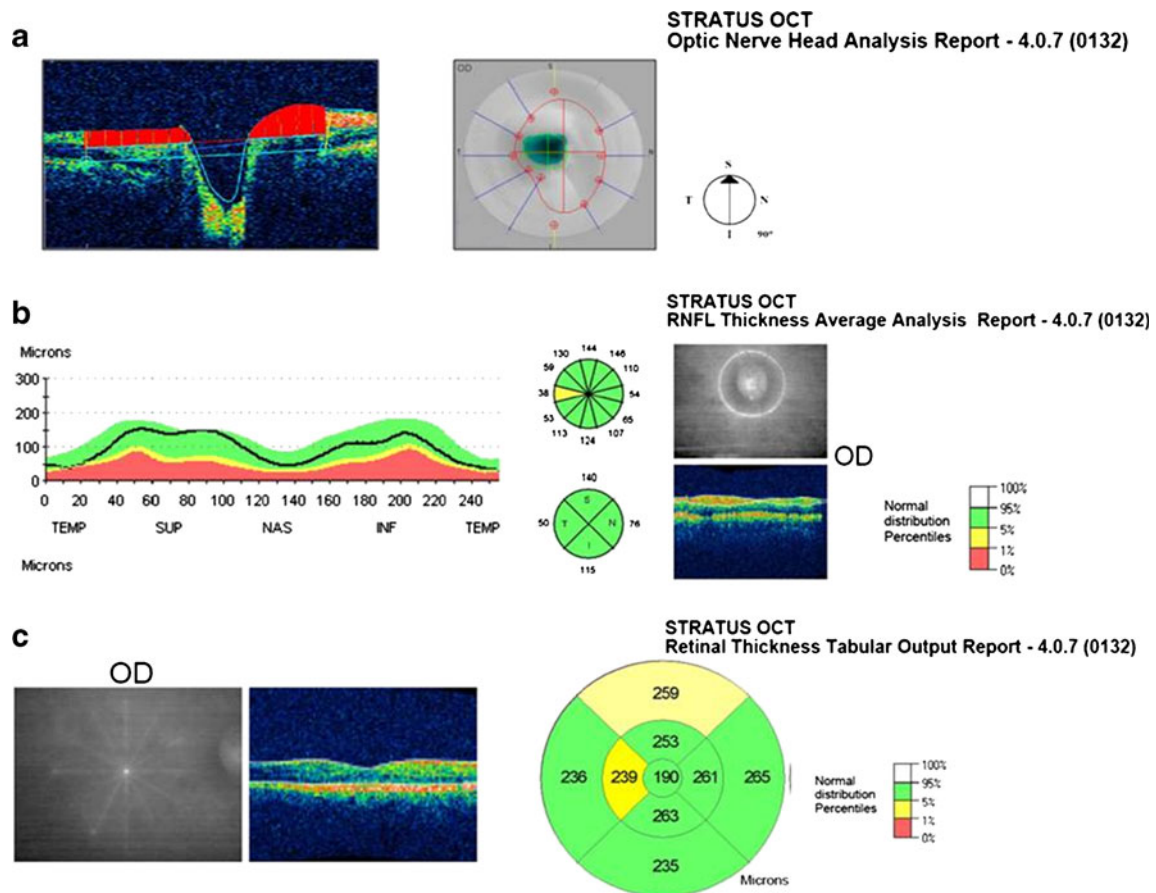 a
STRATUS OCT
Optic Nerve Head Analysis Report - 4.0.7 (0132)
OD
S
T
N
S
T
N
I
90°
b
STRATUS OCT
RNFL Thickness Average Analysis Report - 4.0.7 (0132)
Microns
300
200
100
0
0 20 40 60 80 100 120 140 160 180 200 220 240
TEMP SUP NAS INF TEMP
Microns
144
130 146
59 110
38 54
53 65
113 107
124
140
S
50 T N 76
I
115
OD
Normal
distribution
Percentiles
100%
95%
5%
1%
0%
c
STRATUS OCT
Retinal Thickness Tabular Output Report - 4.0.7 (0132)
OD
259
253
236 239 190 261 265
263
235
Microns
Normal
distribution
Percentiles
100%
95%
5%
1%
0%